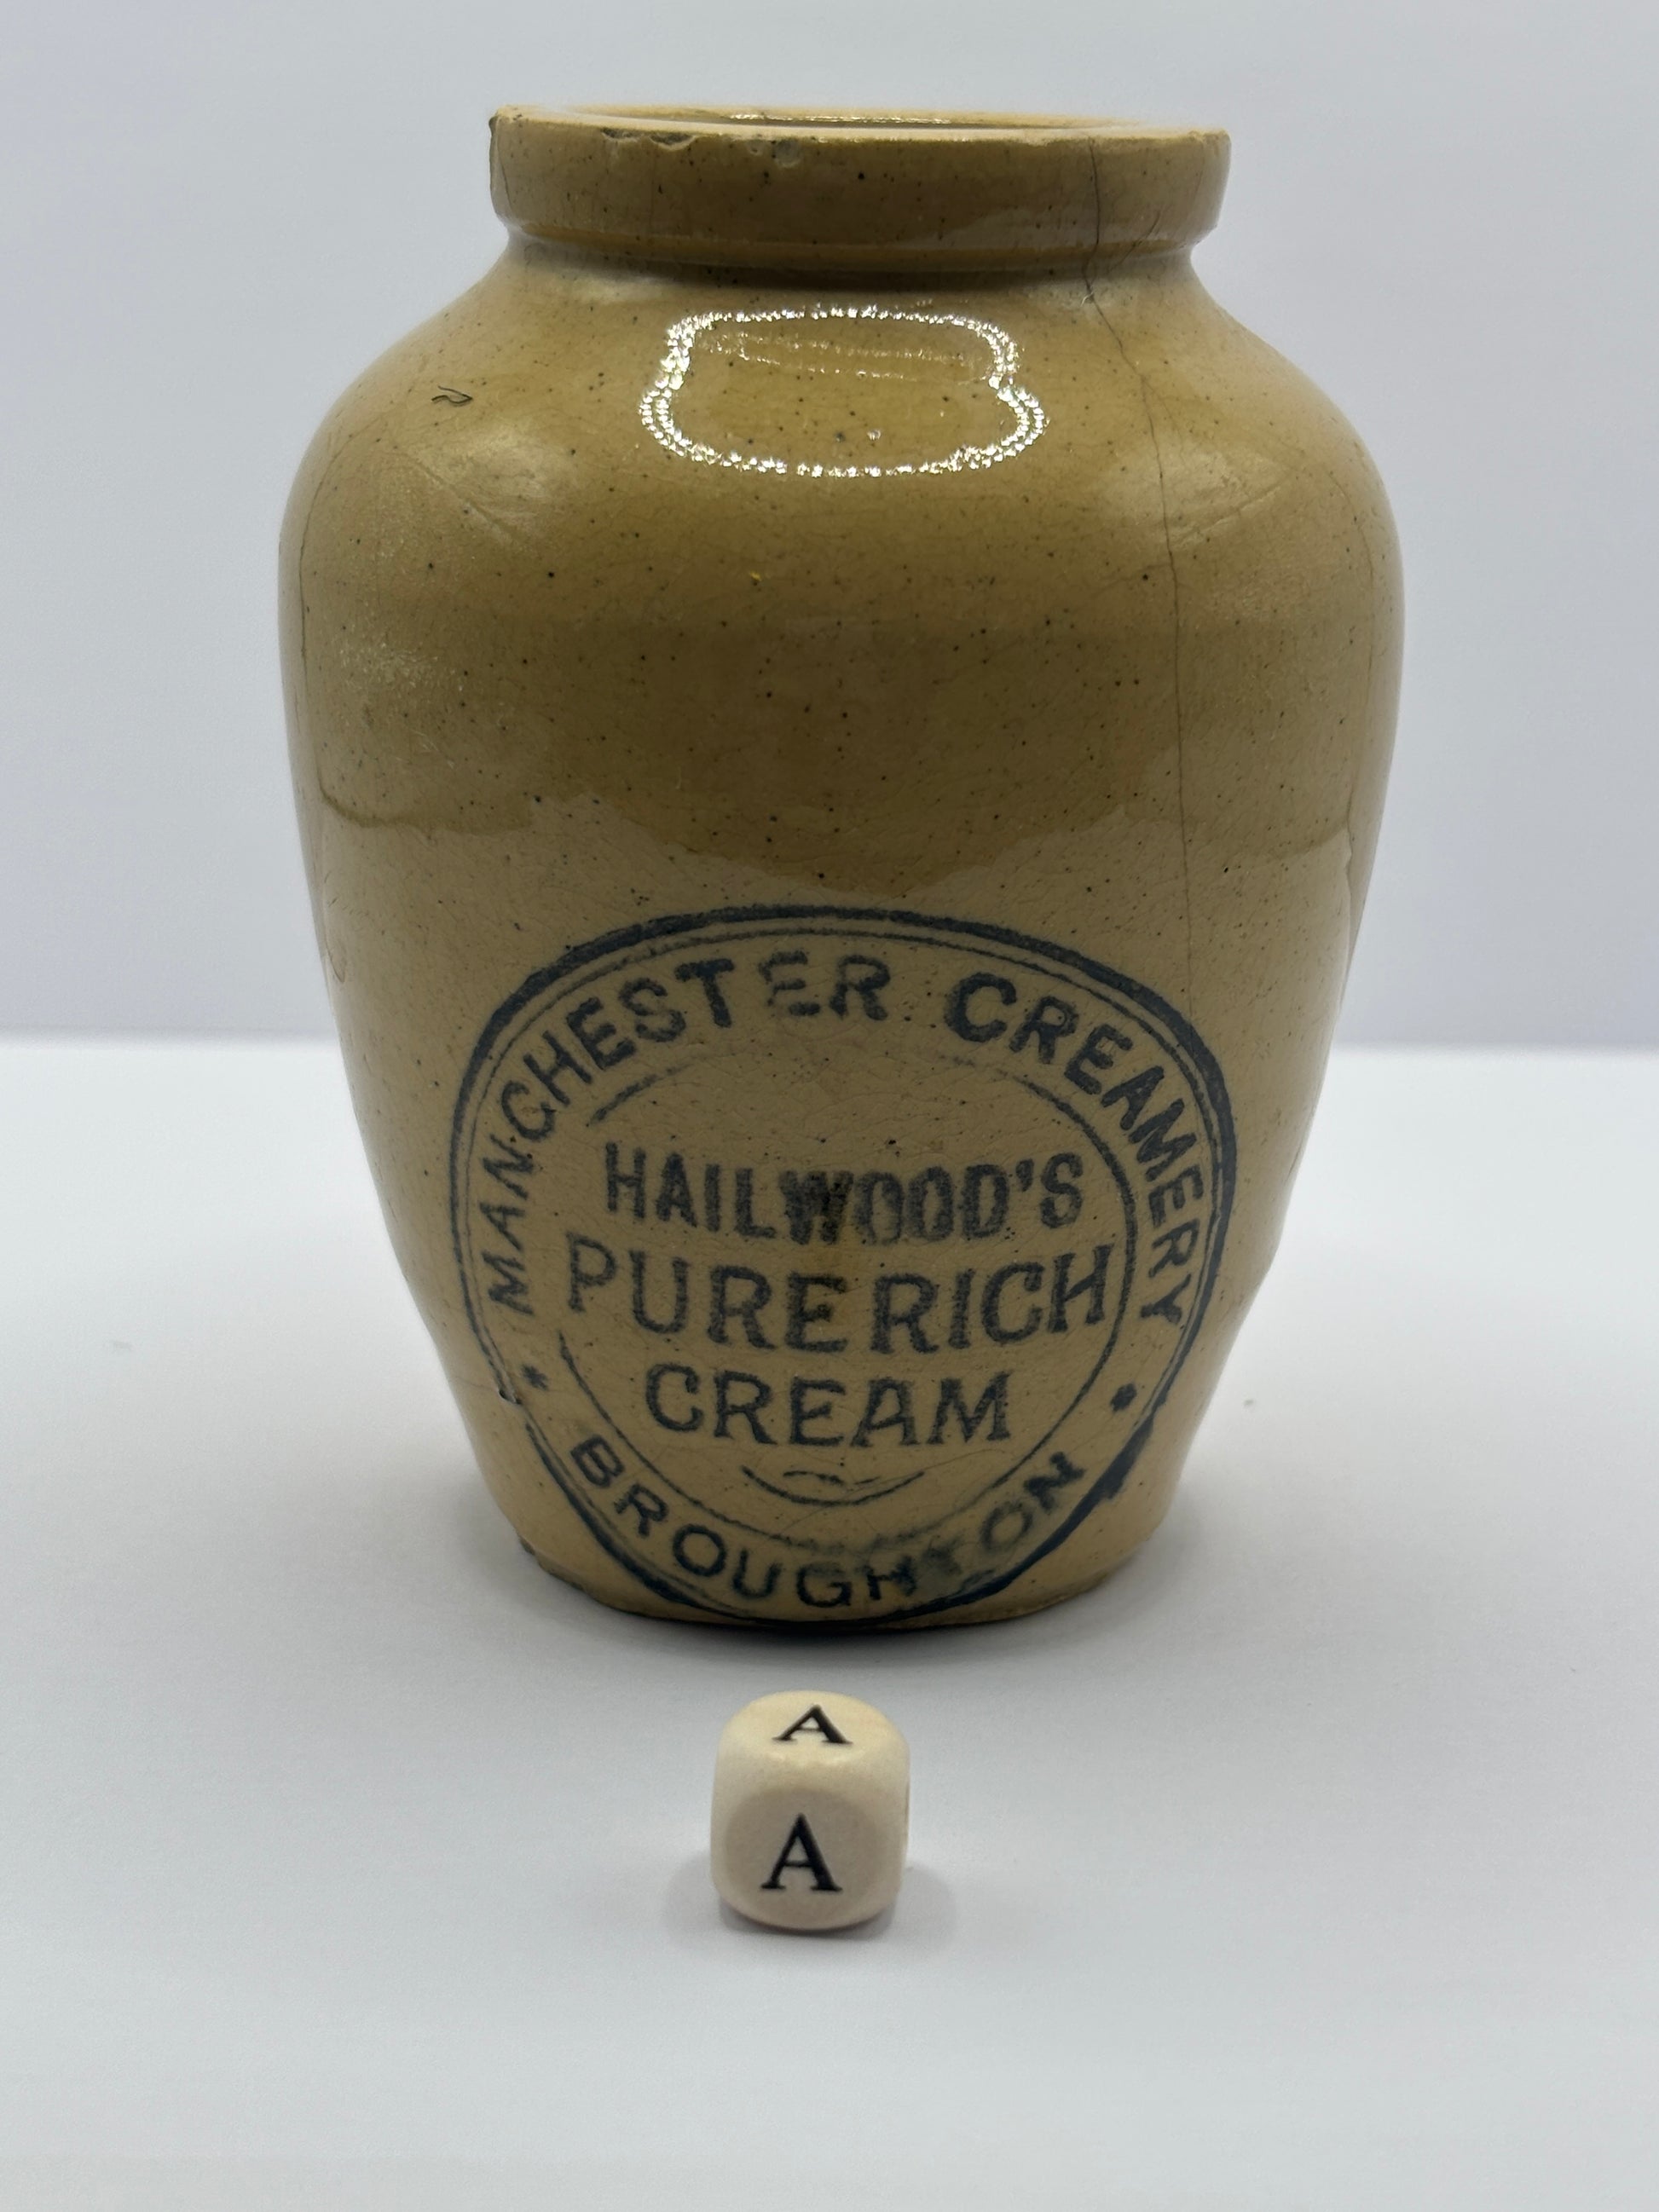 MANCHESTER CREAMERY
HAILWOOD'S
PURE RICH
CREAM
* BROUGHTON *
A
A